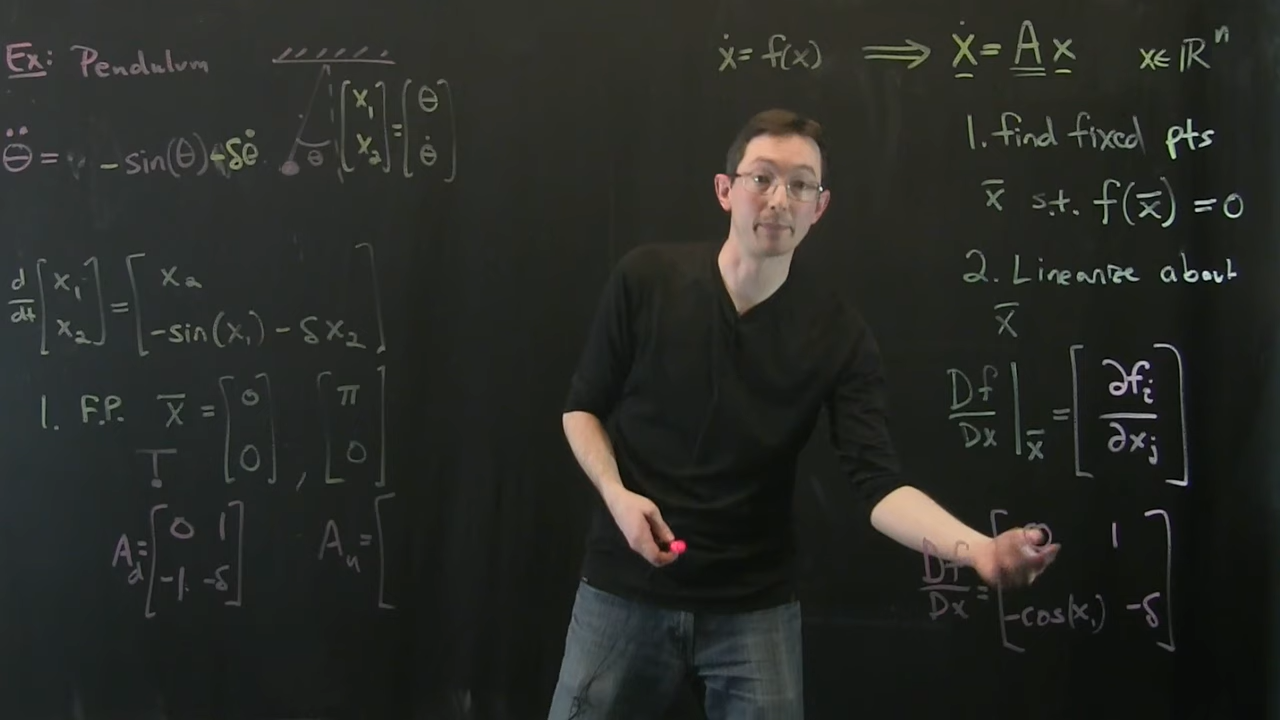 Ex: Pendulum
θ̈ = -sin(θ) - δθ̇
θ
[x₁; x₂] = [θ; θ̇]
d/dt [x₁; x₂] = [x₂; -sin(x₁) - δx₂]
1. F.P. x̄ = [0; 0], [π; 0]
A_d = [0 1; -1 -δ] A_u = [
ẋ = f(x) ⟹ ẋ = A x x ∈ ℝⁿ
1. find fixed pts
x̄ s.t. f(x̄) = 0
2. Linearize about
x̄
Df/Dx |x̄ = [∂fᵢ/∂xⱼ]
Df/Dx = [0 1; -cos(x₁) -δ]